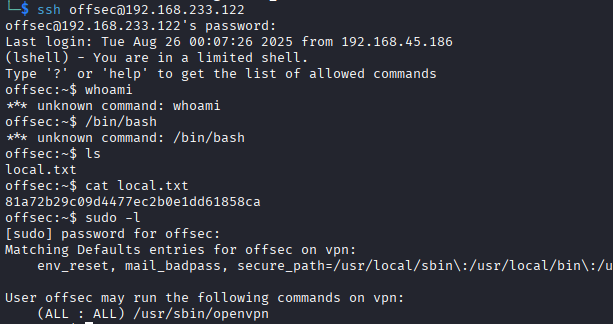 └─$ ssh offsec@192.168.233.122
offsec@192.168.233.122's password:
Last login: Tue Aug 26 00:07:26 2025 from 192.168.45.186
(lshell) - You are in a limited shell.
Type '?' or 'help' to get the list of allowed commands
offsec:~$ whoami
*** unknown command: whoami
offsec:~$ /bin/bash
*** unknown command: /bin/bash
offsec:~$ ls
local.txt
offsec:~$ cat local.txt
81a72b29c09d4477ec2b0e1dd61858ca
offsec:~$ sudo -l
[sudo] password for offsec:
Matching Defaults entries for offsec on vpn:
    env_reset, mail_badpass, secure_path=/usr/local/sbin\:/usr/local/bin\:/u

User offsec may run the following commands on vpn:
    (ALL : ALL) /usr/sbin/openvpn